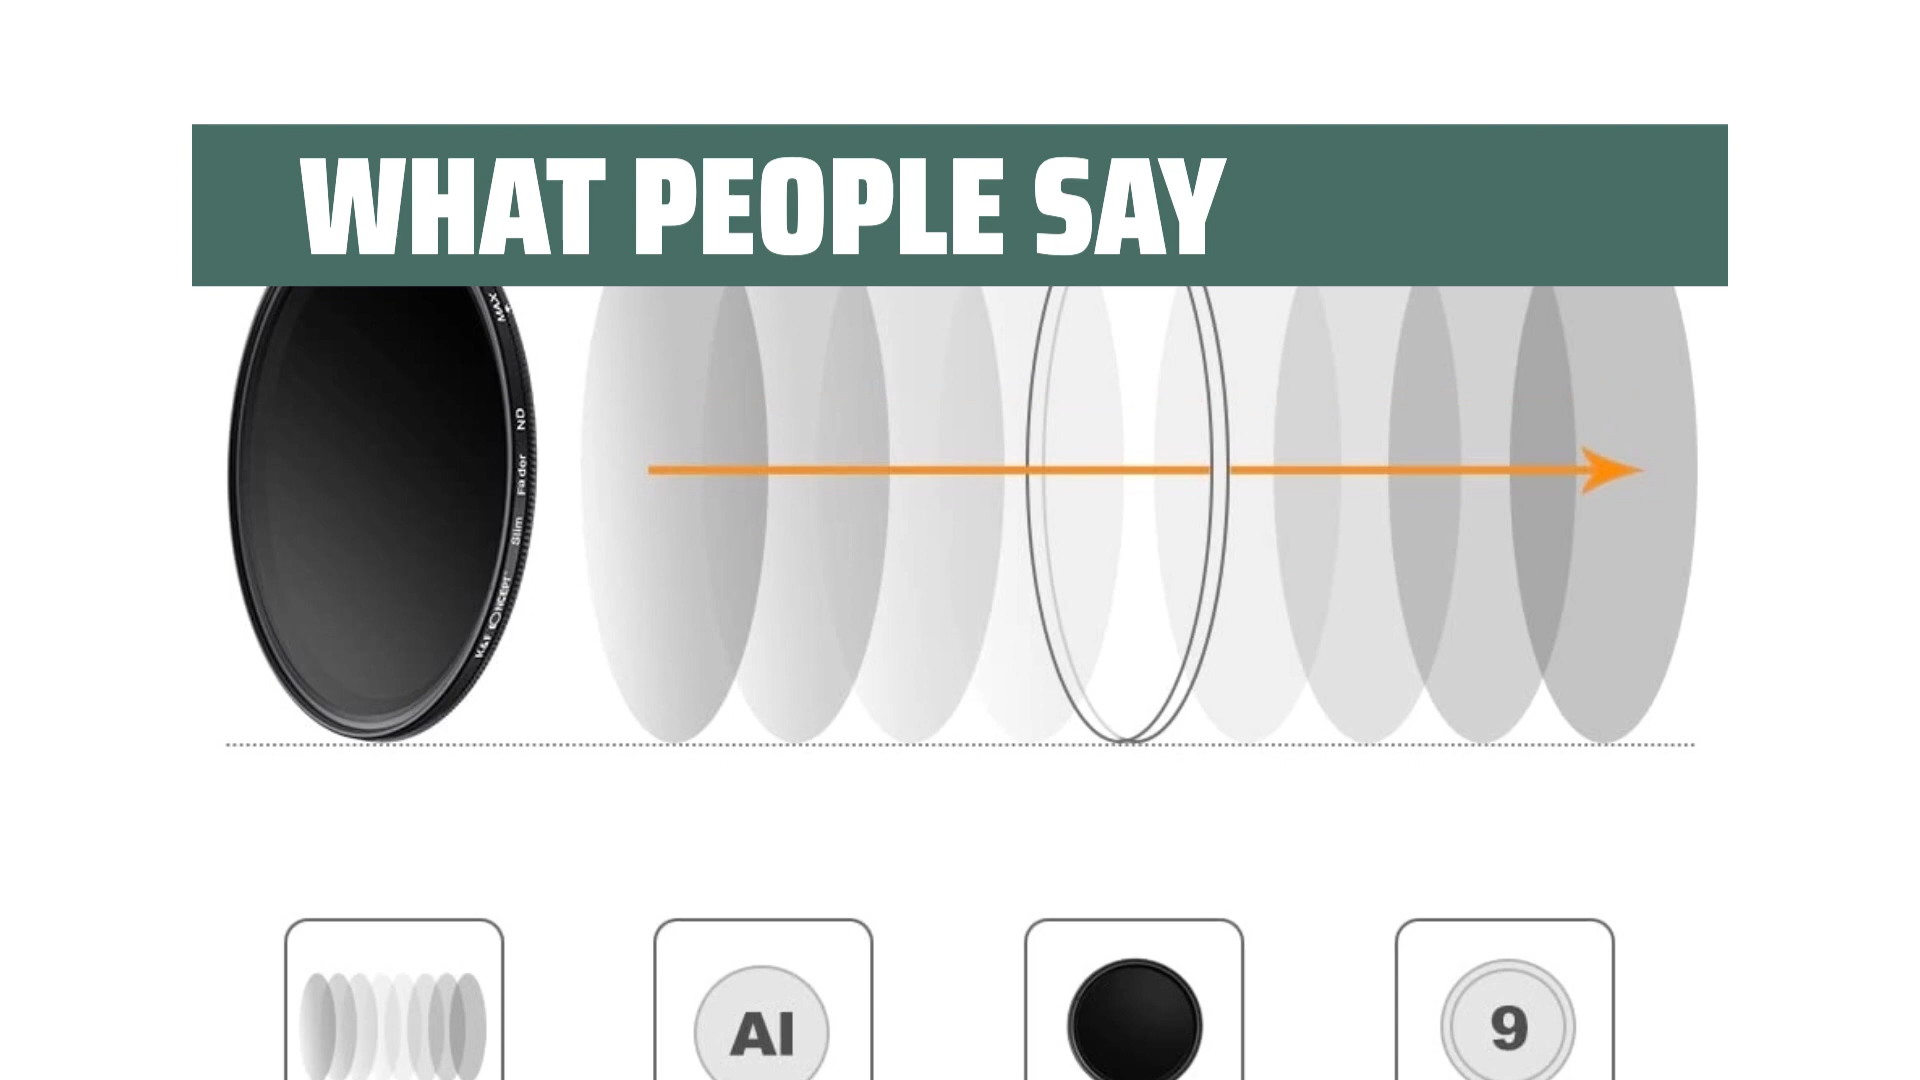 WHAT PEOPLE SAY
MAX
ND
Fader
Slim
K&F CONCEPT
AI
9